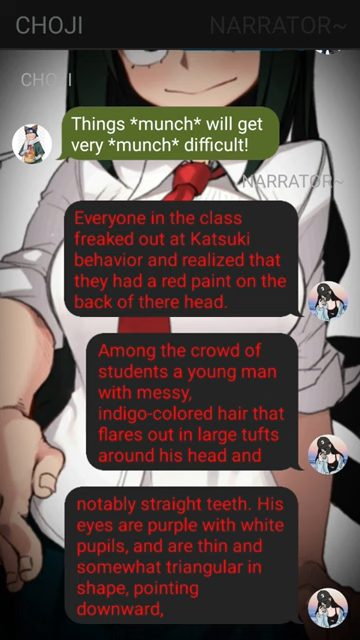 CHOJI NARRATOR~
CHOJI
Things *munch* will get
very *munch* difficult!
NARRATOR~
Everyone in the class
freaked out at Katsuki
behavior and realized that
they had a red paint on the
back of there head.
Among the crowd of
students a young man
with messy,
indigo-colored hair that
flares out in large tufts
around his head and
notably straight teeth. His
eyes are purple with white
pupils, and are thin and
somewhat triangular in
shape, pointing
downward,